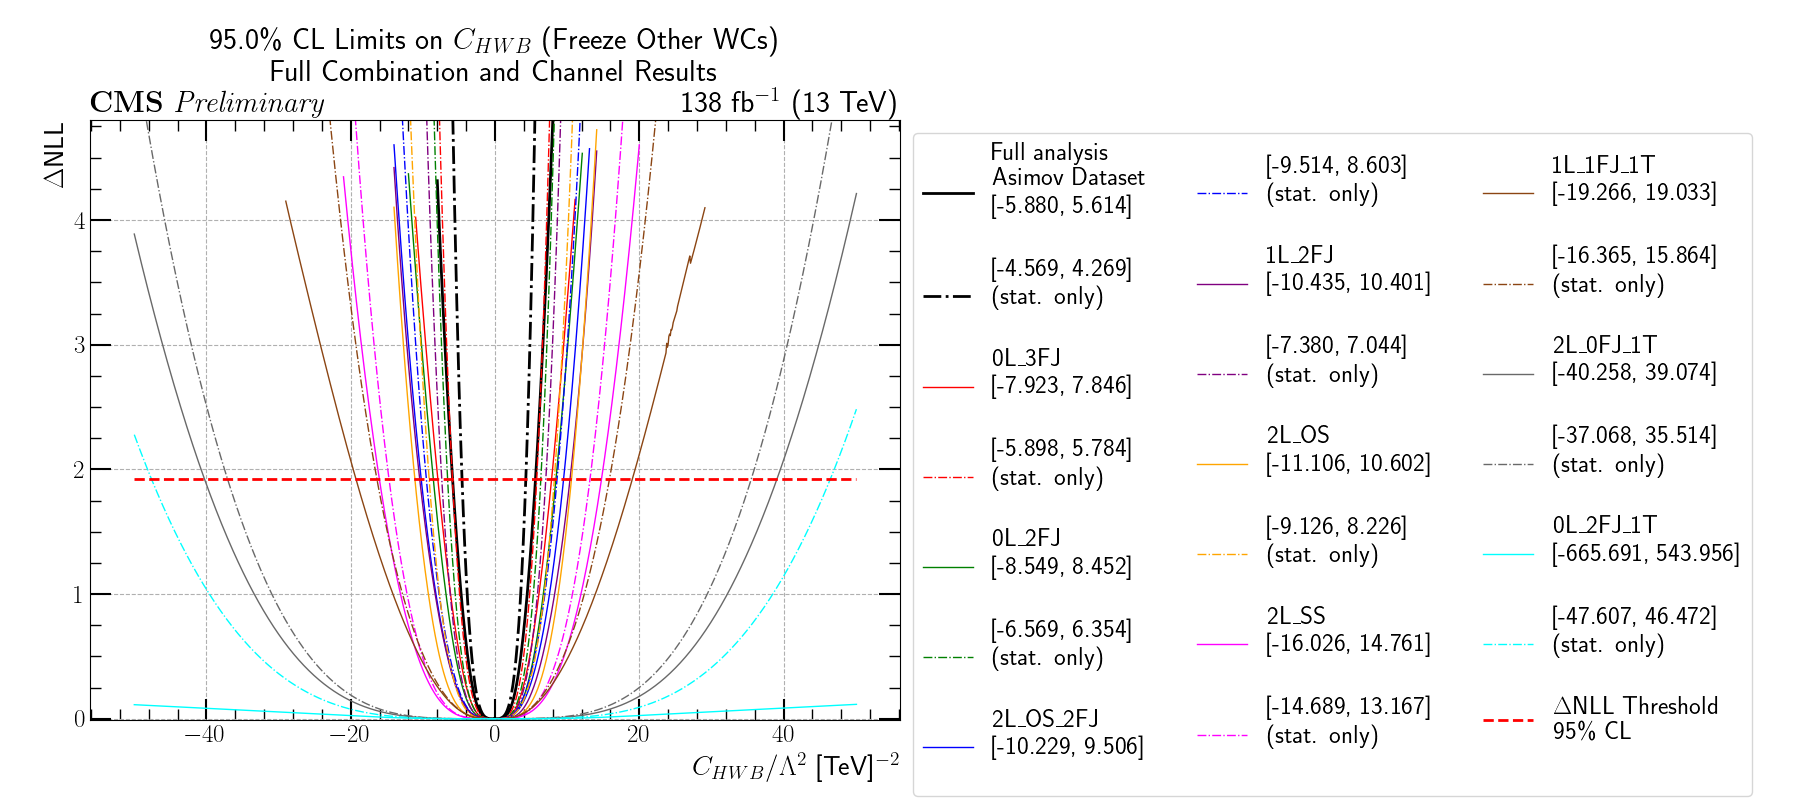 95.0% CL Limits on C_HWB (Freeze Other WCs)
Full Combination and Channel Results
CMS Preliminary
138 fb⁻¹ (13 TeV)
ΔNLL
4
3
2
1
0
−40
−20
0
20
40
C_HWB/Λ² [TeV]⁻²
Full analysis
Asimov Dataset
[-5.880, 5.614]
[-4.569, 4.269]
(stat. only)
0L_3FJ
[-7.923, 7.846]
[-5.898, 5.784]
(stat. only)
0L_2FJ
[-8.549, 8.452]
[-6.569, 6.354]
(stat. only)
2L_OS_2FJ
[-10.229, 9.506]
[-9.514, 8.603]
(stat. only)
1L_2FJ
[-10.435, 10.401]
[-7.380, 7.044]
(stat. only)
2L_OS
[-11.106, 10.602]
[-9.126, 8.226]
(stat. only)
2L_SS
[-16.026, 14.761]
[-14.689, 13.167]
(stat. only)
1L_1FJ_1T
[-19.266, 19.033]
[-16.365, 15.864]
(stat. only)
2L_0FJ_1T
[-40.258, 39.074]
[-37.068, 35.514]
(stat. only)
0L_2FJ_1T
[-665.691, 543.956]
[-47.607, 46.472]
(stat. only)
ΔNLL Threshold
95% CL